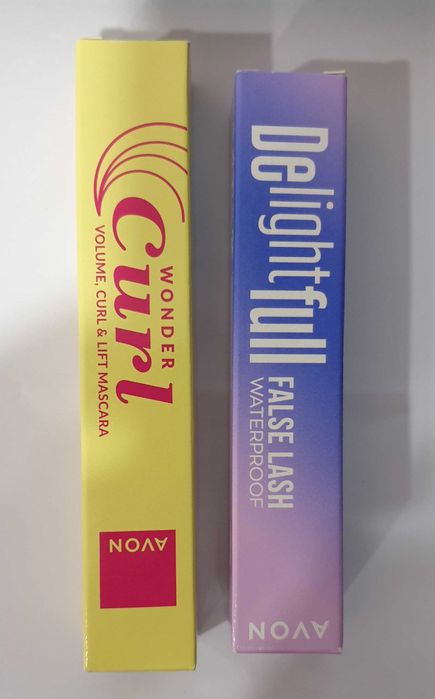 WONDER
Curl
VOLUME, CURL & LIFT MASCARA
AVON
Delightfull
FALSE LASH
WATERPROOF
AVON